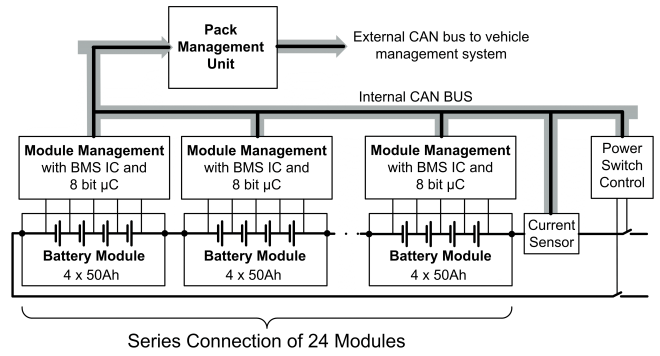 Pack
Management
Unit
External CAN bus to vehicle
management system
Internal CAN BUS
Module Management
with BMS IC and
8 bit µC
Module Management
with BMS IC and
8 bit µC
Module Management
with BMS IC and
8 bit µC
Power
Switch
Control
Battery Module
4 x 50Ah
Battery Module
4 x 50Ah
. . .
Battery Module
4 x 50Ah
Current
Sensor
Series Connection of 24 Modules